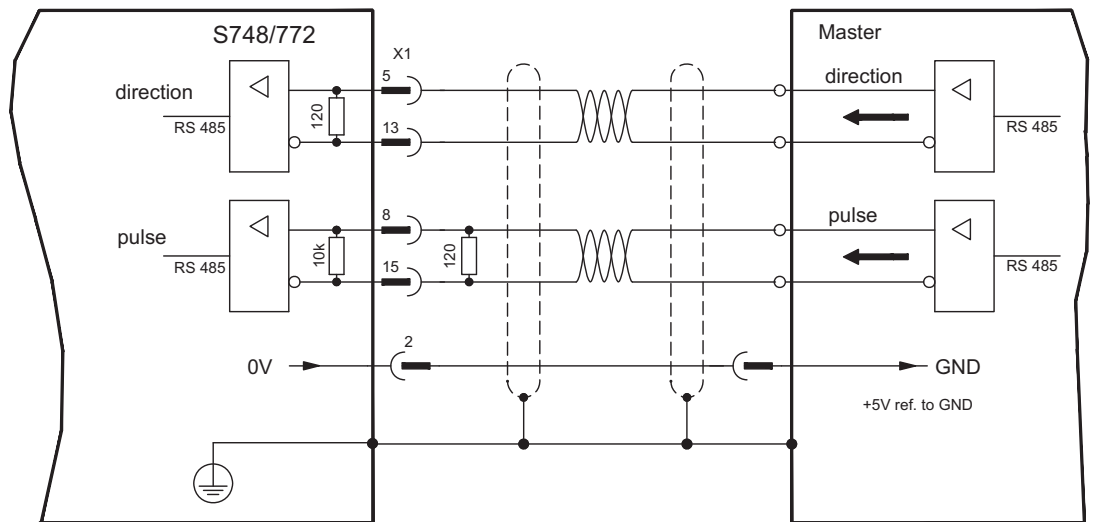 S748/772
X1
Master
direction
RS 485
120
5
13
direction
RS 485
pulse
RS 485
10k
8
15
120
pulse
RS 485
0V
2
GND
+5V ref. to GND